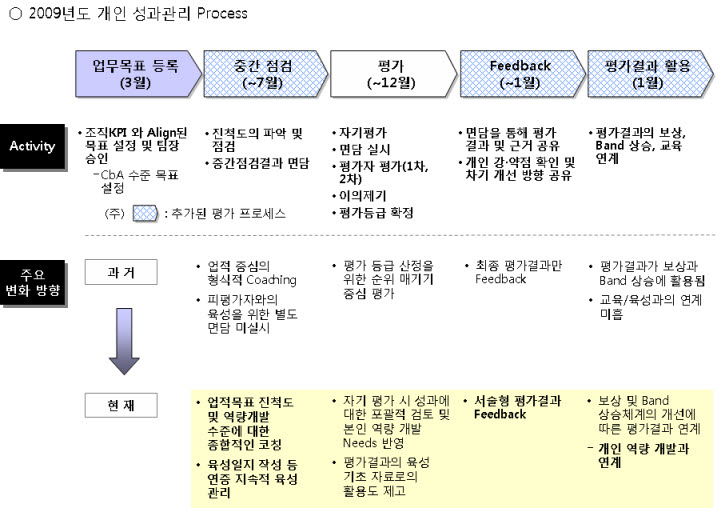 ○ 2009년도 개인 성과관리 Process
업무목표 등록
(3월)
중간 점검
(~7월)
평가
(~12월)
Feedback
(~1월)
평가결과 활용
(1월)
Activity
• 조직KPI 와 Align된
목표 설정 및 팀장
승인
–CbA 수준 목표
설정
• 진척도의 파악 및
점검
• 중간점검결과 면담
• 자기평가
• 면담 실시
• 평가자 평가(1차,
2차)
• 이의제기
• 평가등급 확정
• 면담을 통해 평가
결과 및 근거 공유
• 개인 강·약점 확인 및
차기 개선 방향 공유
• 평가결과의 보상,
Band 상승, 교육
연계
(주) : 추가된 평가 프로세스
주요
변화 방향
과 거
• 업적 중심의
형식적 Coaching
• 피평가자와의
육성을 위한 별도
면담 미실시
• 평가 등급 산정을
위한 순위 매기기
중심 평가
• 최종 평가결과만
Feedback
• 평가결과가 보상과
Band 상승에 활용됨
• 교육/육성과의 연계
미흡
현 재
• 업적목표 진척도
및 역량개발
수준에 대한
종합적인 코칭
• 육성일지 작성 등
연중 지속적 육성
관리
• 자기 평가 시 성과에
대한 포괄적 검토 및
본인 역량 개발
Needs 반영
• 평가결과의 육성
기초 자료로의
활용도 제고
• 서술형 평가결과
Feedback
• 보상 및 Band
상승체계의 개선에
따른 평가결과 연계
– 개인 역량 개발과
연계